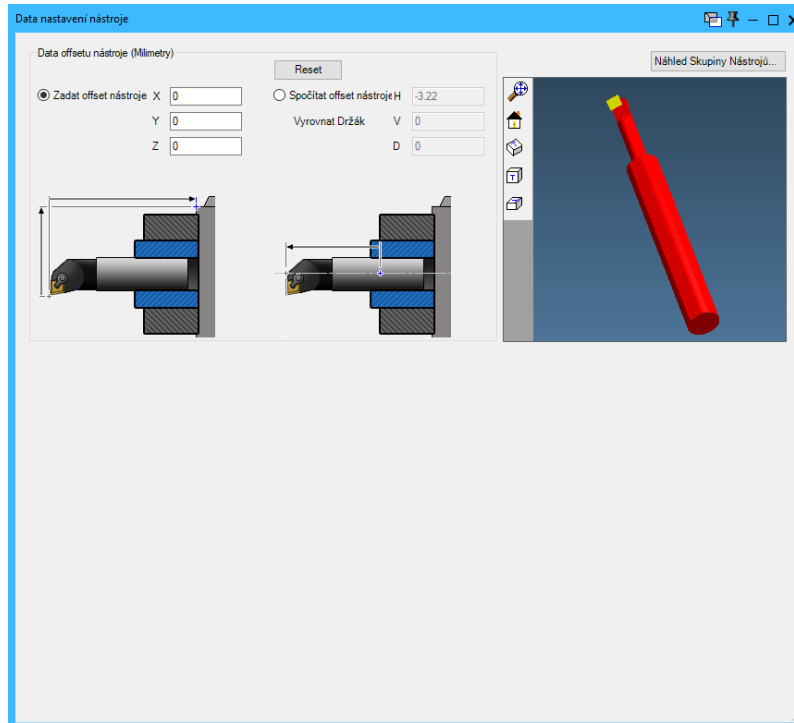 Data nastavení nástroje
Data offsetu nástroje (Milimetry)
Reset
Náhled Skupiny Nástrojů...
Zadat offset nástroje X 0
Spočítat offset nástroje H -3.22
Y 0
Vyrovnat Držák V 0
Z 0
D 0
T